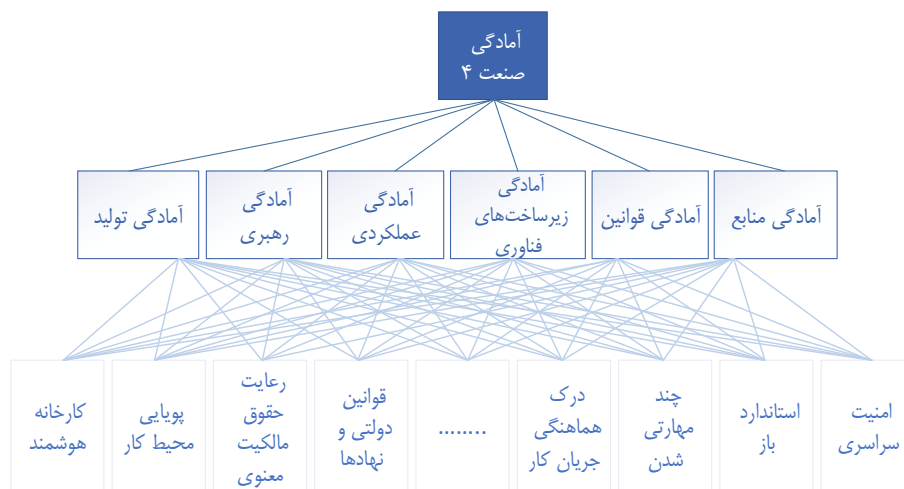 آمادگی
صنعت ۴
آمادگی منابع
آمادگی قوانین
آمادگی
زیرساخت‌های
فناوری
آمادگی
عملکردی
آمادگی
رهبری
آمادگی تولید
امنیت
سراسری
استاندارد
باز
چند
مهارتی
شدن
درک
هماهنگی
جریان کار
........
قوانین
دولتی و
نهادها
رعایت
حقوق
مالکیت
معنوی
پویایی
محیط کار
کارخانه
هوشمند